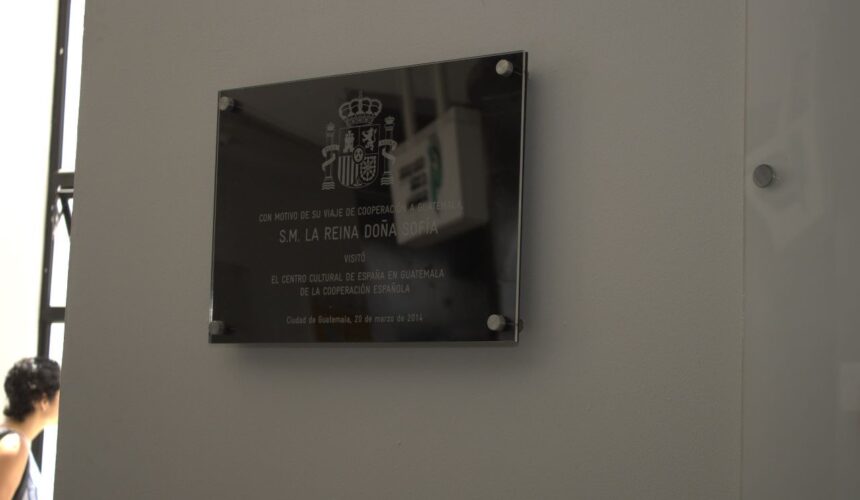 CON MOTIVO DE SU VIAJE DE COOPERACIÓN A GUATEMALA,
S.M. LA REINA DOÑA SOFÍA
VISITÓ
EL CENTRO CULTURAL DE ESPAÑA EN GUATEMALA
DE LA COOPERACIÓN ESPAÑOLA
Ciudad de Guatemala, 20 de marzo de 2014